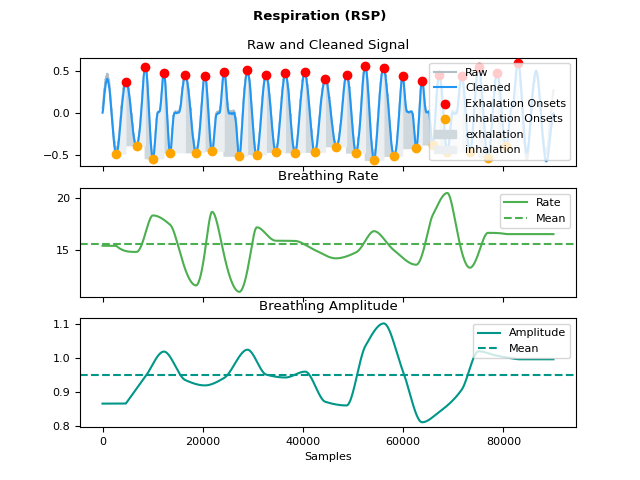 Respiration (RSP)
Raw and Cleaned Signal
0.5
0.0
−0.5
Raw
Cleaned
Exhalation Onsets
Inhalation Onsets
exhalation
inhalation
Breathing Rate
20
15
Rate
Mean
Breathing Amplitude
1.1
1.0
0.9
0.8
Amplitude
Mean
0 20000 40000 60000 80000
Samples